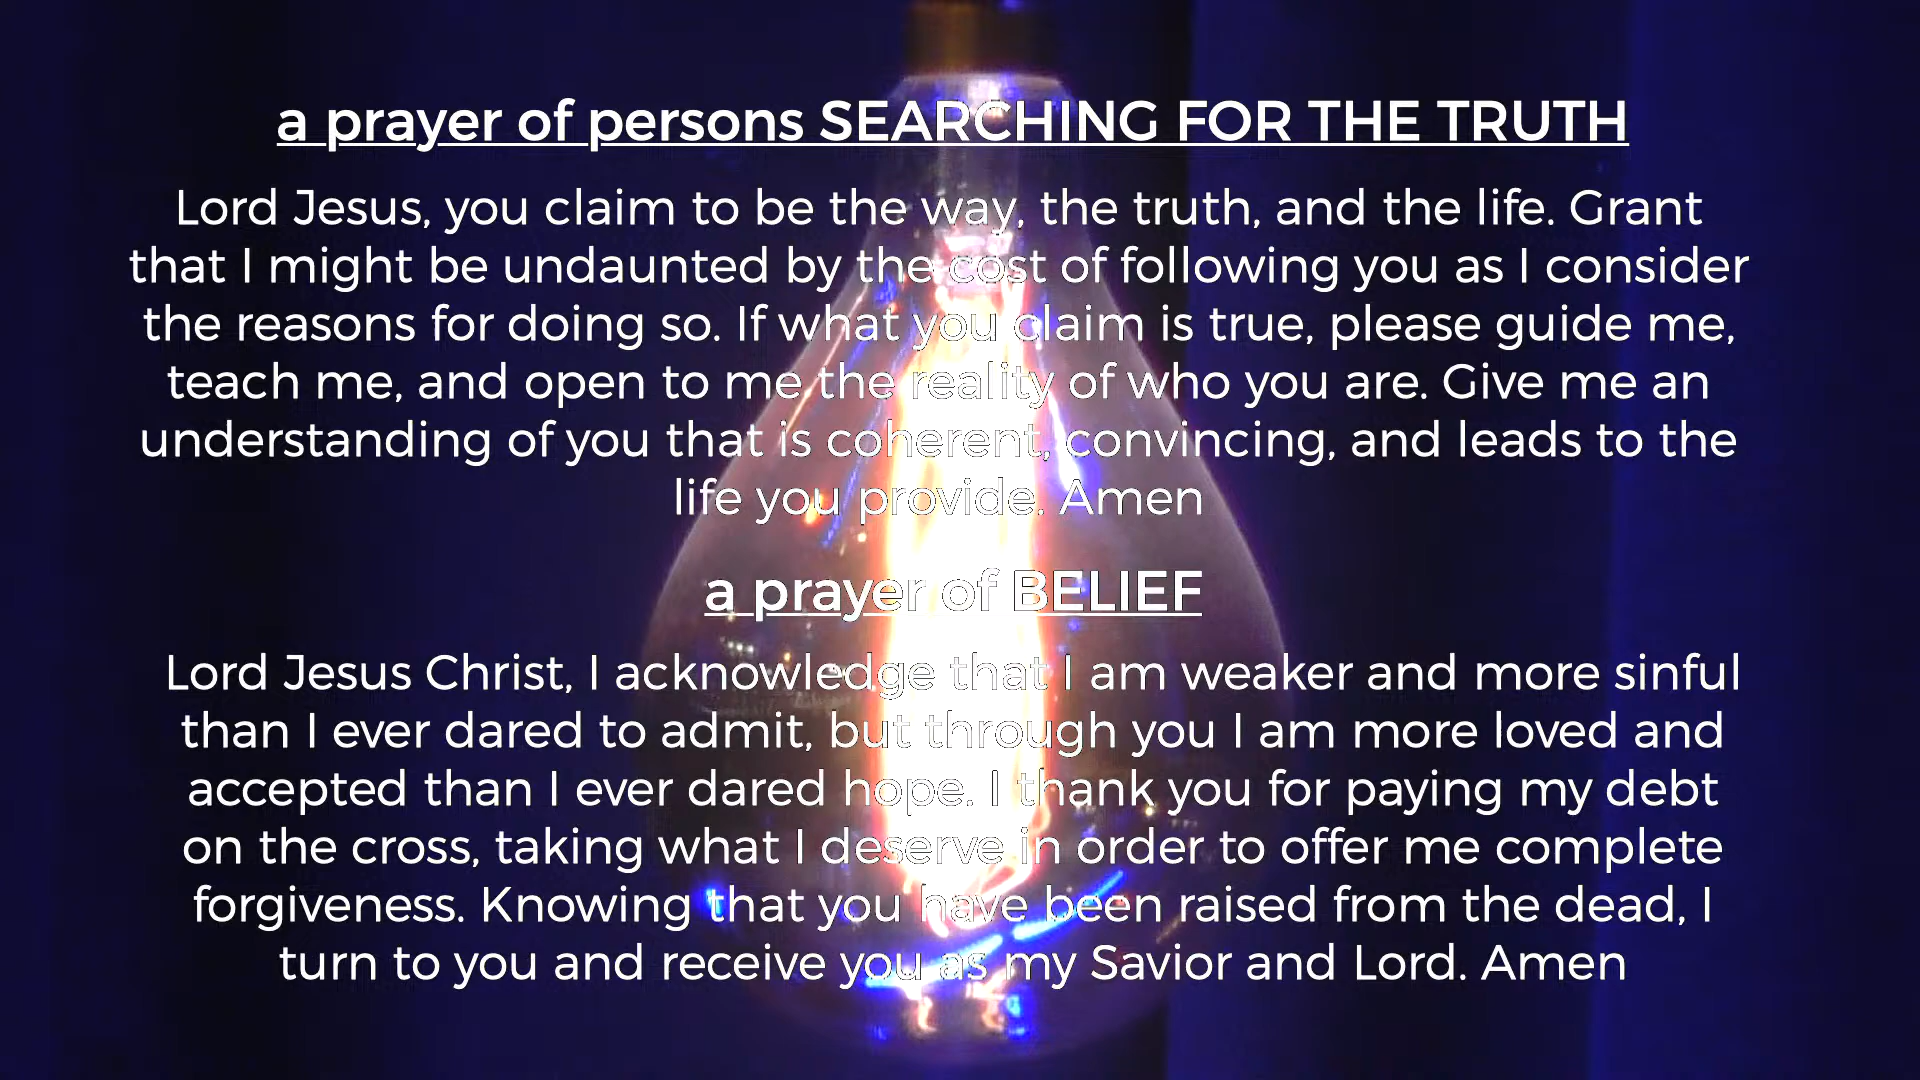 a prayer of persons SEARCHING FOR THE TRUTH
Lord Jesus, you claim to be the way, the truth, and the life. Grant
that I might be undaunted by the cost of following you as I consider
the reasons for doing so. If what you claim is true, please guide me,
teach me, and open to me the reality of who you are. Give me an
understanding of you that is coherent, convincing, and leads to the
life you provide. Amen
a prayer of BELIEF
Lord Jesus Christ, I acknowledge that I am weaker and more sinful
than I ever dared to admit, but through you I am more loved and
accepted than I ever dared hope. I thank you for paying my debt
on the cross, taking what I deserve in order to offer me complete
forgiveness. Knowing that you have been raised from the dead, I
turn to you and receive you as my Savior and Lord. Amen